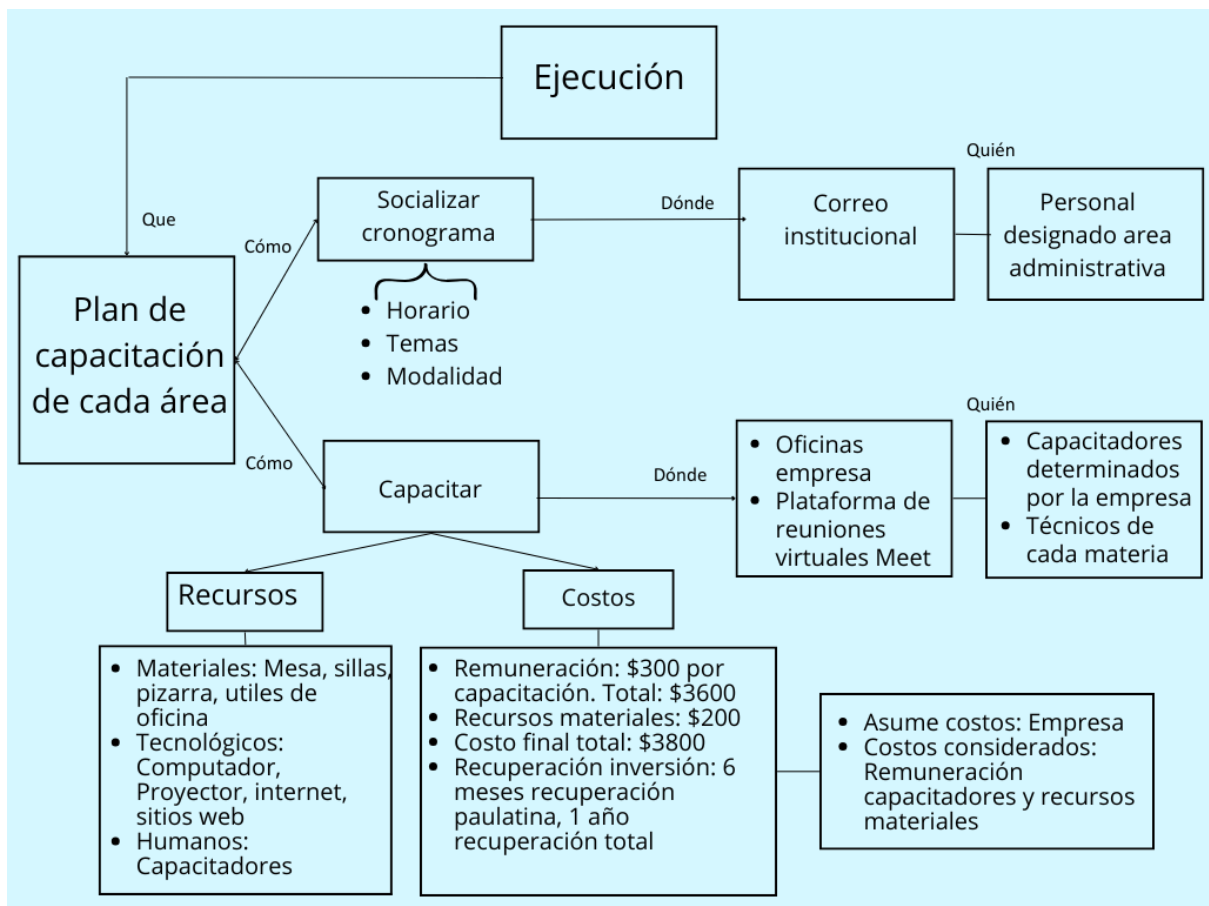 Ejecución
Que
Plan de
capacitación
de cada área
Cómo
Socializar
cronograma
• Horario
• Temas
• Modalidad
Dónde
Correo
institucional
Quién
Personal
designado area
administrativa
Cómo
Capacitar
Dónde
• Oficinas
empresa
• Plataforma de
reuniones
virtuales Meet
Quién
• Capacitadores
determinados
por la empresa
• Técnicos de
cada materia
Recursos
• Materiales: Mesa, sillas,
pizarra, utiles de
oficina
• Tecnológicos:
Computador,
Proyector, internet,
sitios web
• Humanos:
Capacitadores
Costos
• Remuneración: $300 por
capacitación. Total: $3600
• Recursos materiales: $200
• Costo final total: $3800
• Recuperación inversión: 6
meses recuperación
paulatina, 1 año
recuperación total
• Asume costos: Empresa
• Costos considerados:
Remuneración
capacitadores y recursos
materiales